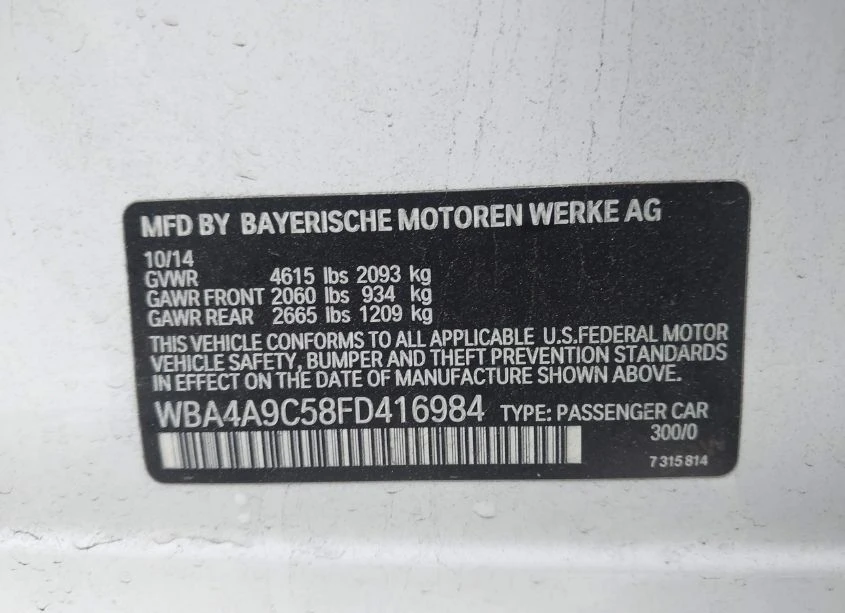 MFD BY BAYERISCHE MOTOREN WERKE AG
10/14
GVWR 4615 lbs 2093 kg
GAWR FRONT 2060 lbs 934 kg
GAWR REAR 2665 lbs 1209 kg
THIS VEHICLE CONFORMS TO ALL APPLICABLE U.S.FEDERAL MOTOR
VEHICLE SAFETY, BUMPER AND THEFT PREVENTION STANDARDS
IN EFFECT ON THE DATE OF MANUFACTURE SHOWN ABOVE.
WBA4A9C58FD416984 TYPE: PASSENGER CAR
300/0
7 315 814